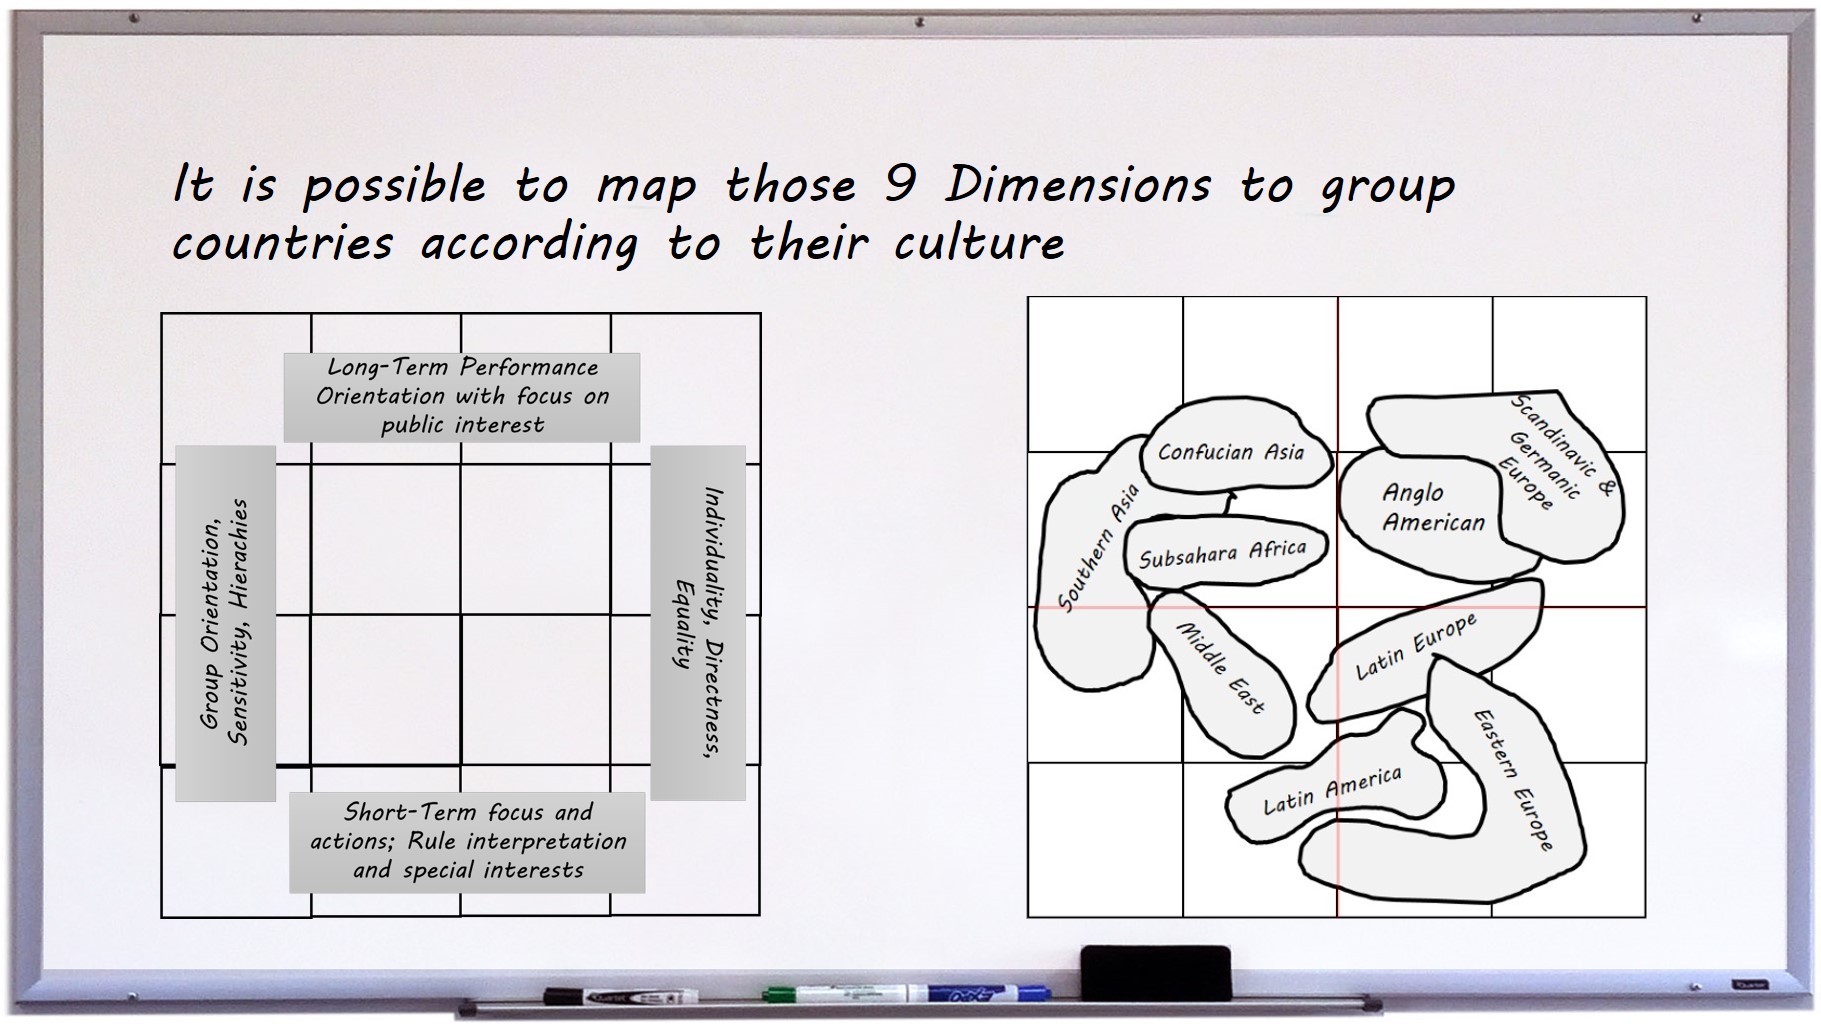 It is possible to map those 9 Dimensions to group
countries according to their culture
Long-Term Performance
Orientation with focus on
public interest
Group Orientation,
Sensitivity, Hierachies
Individuality, Directness,
Equality
Short-Term focus and
actions; Rule interpretation
and special interests
Confucian Asia
Southern Asia
Subsahara Africa
Middle East
Scandinavic &
Germanic
Europe
Anglo
American
Latin Europe
Latin America
Eastern Europe
Quartet